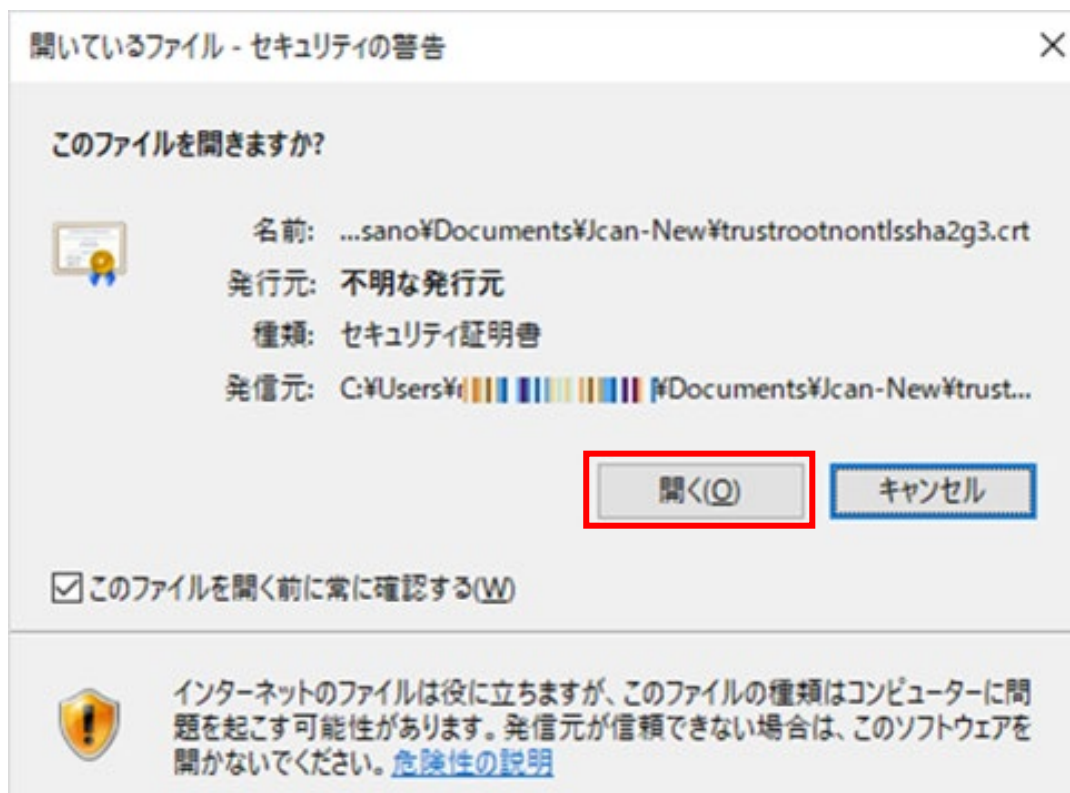 開いているファイル - セキュリティの警告
このファイルを開きますか?
名前: ...sano¥Documents¥Jcan-New¥trustrootnontlssha2g3.crt
発行元: 不明な発行元
種類: セキュリティ証明書
発信元: C:¥Users¥ ¥Documents¥Jcan-New¥trust...
開く(O) キャンセル
このファイルを開く前に常に確認する(W)
インターネットのファイルは役に立ちますが、このファイルの種類はコンピューターに問
題を起こす可能性があります。発信元が信頼できない場合は、このソフトウェアを
開かないでください。危険性の説明